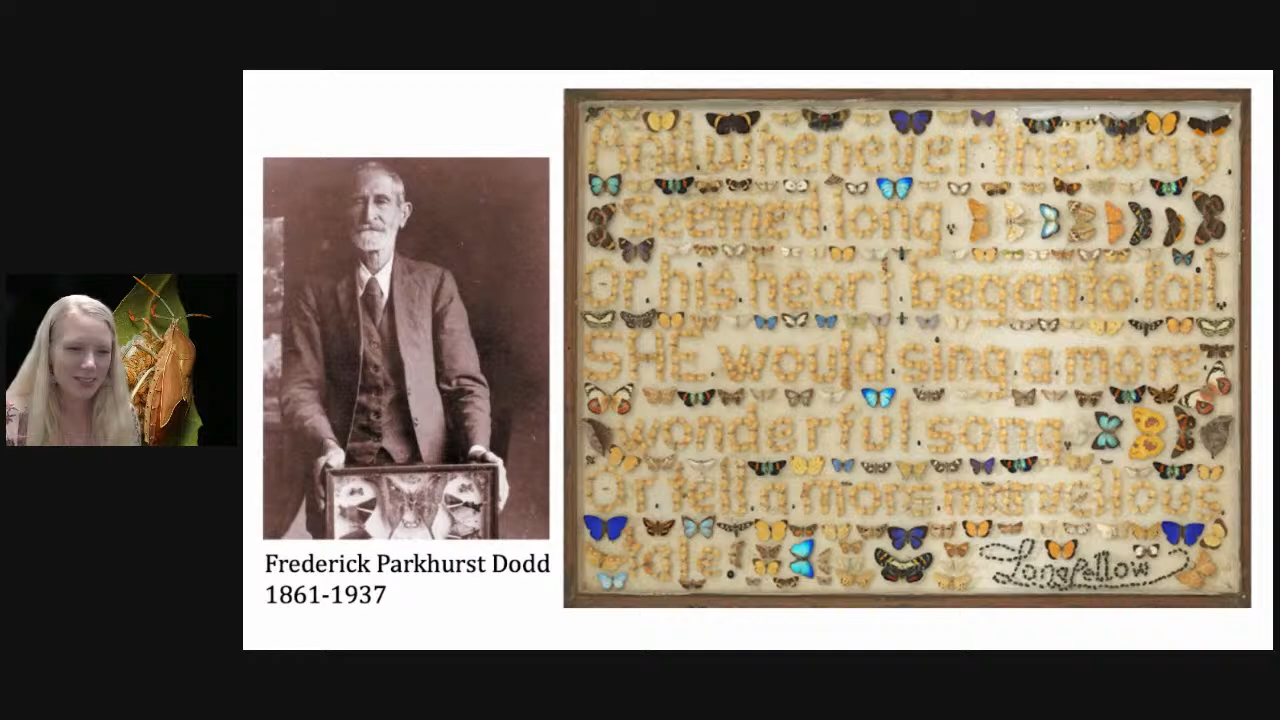 Frederick Parkhurst Dodd
1861-1937
And whenever the way
Seemed long.
Or his heart began to fail
SHE would sing a more
wonderful song,
Or tell a more marvellous
tale!
Longfellow